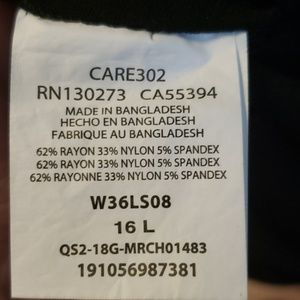 CARE302
RN130273 CA55394
MADE IN BANGLADESH
HECHO EN BANGLADESH
FABRIQUE AU BANGLADESH
62% RAYON 33% NYLON 5% SPANDEX
62% RAYON 33% NYLON 5% SPANDEX
62% RAYONNE 33% NYLON 5% SPANDEX
W36LS08
16 L
QS2-18G-MRCH01483
191056987381